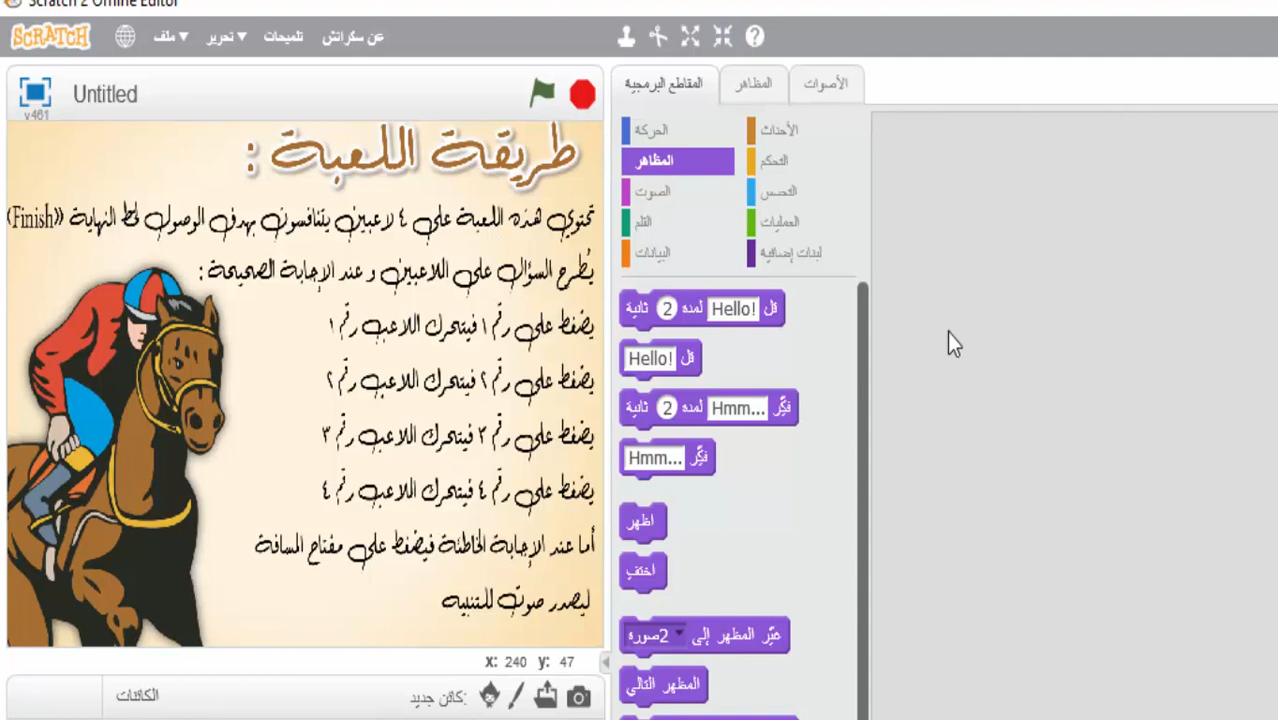 Scratch 2 Offline Editor
SCRATCH
ملف
تحرير
تلميحات
عن سكراتش
Untitled
v461
طريقة اللعبة :
تحتوي هذه اللعبة على ٤ لاعبين يتنافسون بهدف الوصول لخط النهاية «Finish»
يُطرح السؤال على اللاعبين و عند الإجابة الصحيحة :
يضغط على رقم ١ فيتحرك اللاعب رقم ١
يضغط على رقم ٢ فيتحرك اللاعب رقم ٢
يضغط على رقم ٣ فيتحرك اللاعب رقم ٣
يضغط على رقم ٤ فيتحرك اللاعب رقم ٤
أما عند الإجابة الخاطئة فيضغط على مفتاح المسافة
ليصدر صوت للتنبيه
x: 240 y: 47
الكائنات
كائن جديد:
المقاطع البرمجية
المظاهر
الأصوات
الحركة
الأحداث
المظاهر
التحكم
الصوت
التحسس
القلم
العمليات
البيانات
لبنات إضافية
قل Hello! لمده 2 ثانية
قل Hello!
فكِّر Hmm... لمده 2 ثانية
فكِّر Hmm...
اظهر
اختفِ
غيِّر المظهر إلى صورة2
المظهر التالي